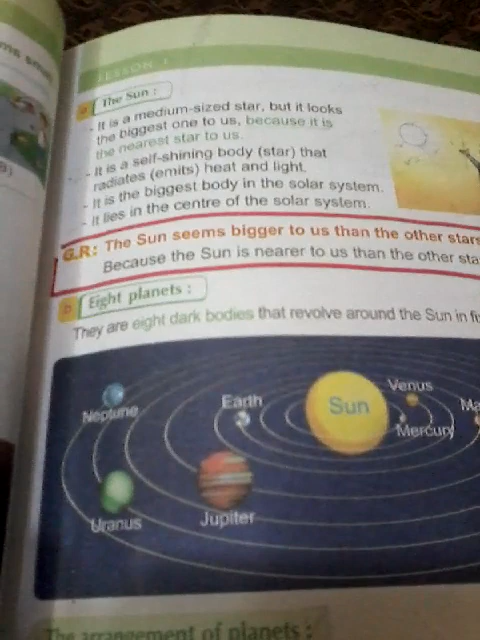 LESSON 1
a The Sun :
- It is a medium-sized star, but it looks
the biggest one to us, because it is
the nearest star to us.
- It is a self-shining body (star) that
radiates (emits) heat and light.
- It is the biggest body in the solar system.
- It lies in the centre of the solar system.
G.R: The Sun seems bigger to us than the other stars
Because the Sun is nearer to us than the other sta
b Eight planets :
They are eight dark bodies that revolve around the Sun in fi
Neptune
Earth
Sun
Venus
Ma
Mercury
Uranus
Jupiter
The arrangement of planets :